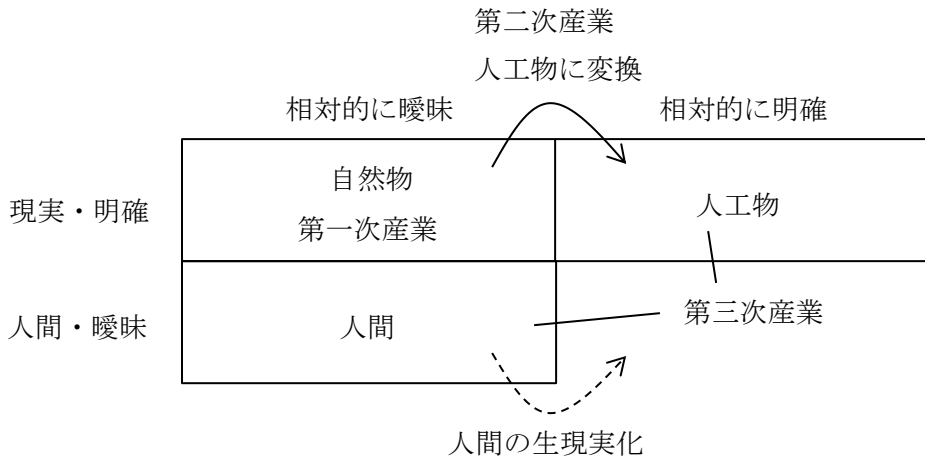 第二次産業
人工物に変換
相対的に曖昧
相対的に明確
現実・明確
自然物
第一次産業
人工物
人間・曖昧
人間
第三次産業
人間の生現実化